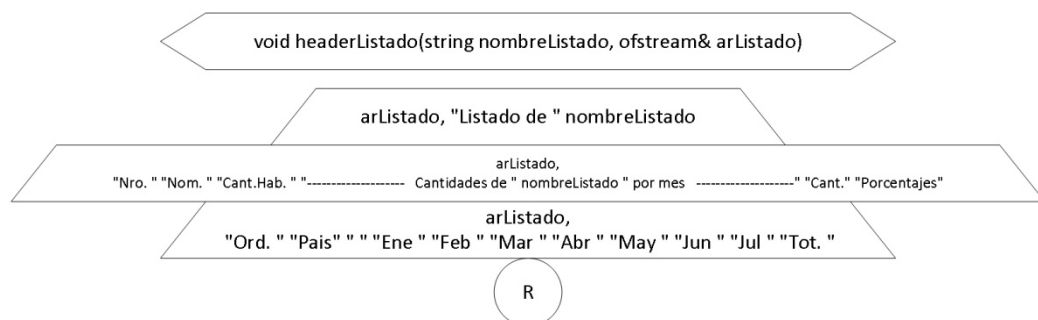 void headerListado(string nombreListado, ofstream& arListado)
arListado, "Listado de " nombreListado
arListado,
"Nro. " "Nom. " "Cant.Hab. " "-------------------- Cantidades de " nombreListado " por mes --------------------" "Cant." "Porcentajes"
arListado,
"Ord. " "Pais" " " "Ene " "Feb " "Mar " "Abr " "May " "Jun " "Jul " "Tot. "
R